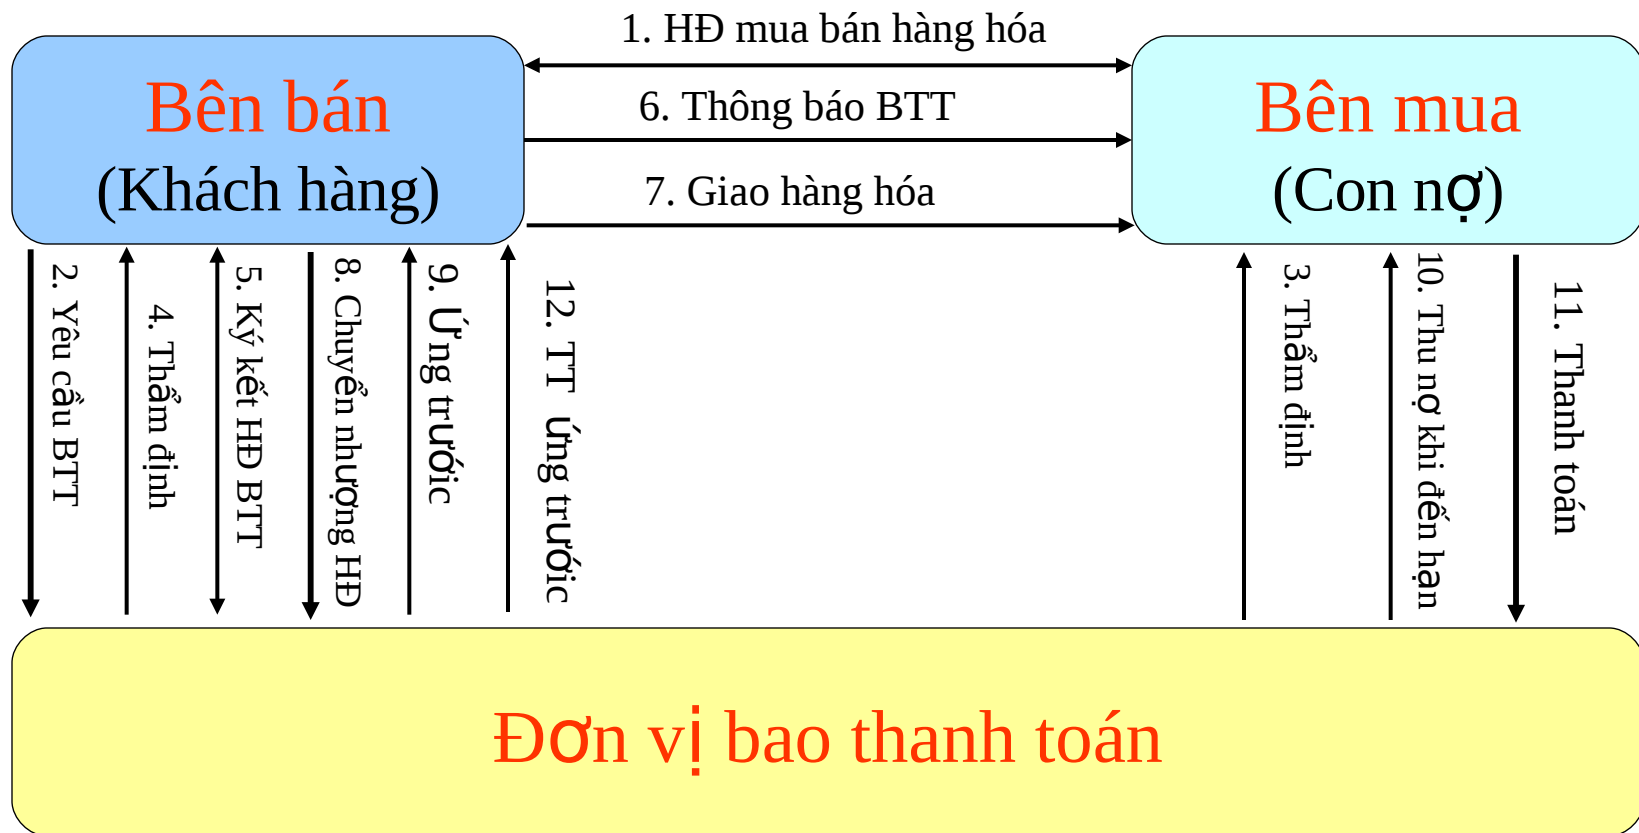 1. HĐ mua bán hàng hóa
Bên bán
(Khách hàng)
6. Thông báo BTT
Bên mua
(Con nợ)
7. Giao hàng hóa
2. Yêu cầu BTT
4. Thẩm định
5. Ký kết HĐ BTT
8. Chuyển nhượng HĐ
9. Ứng trướic
12. TT ứng trướic
3. Thẩm định
10. Thu nợ khi đến hạn
11. Thanh toán
Đơn vị bao thanh toán